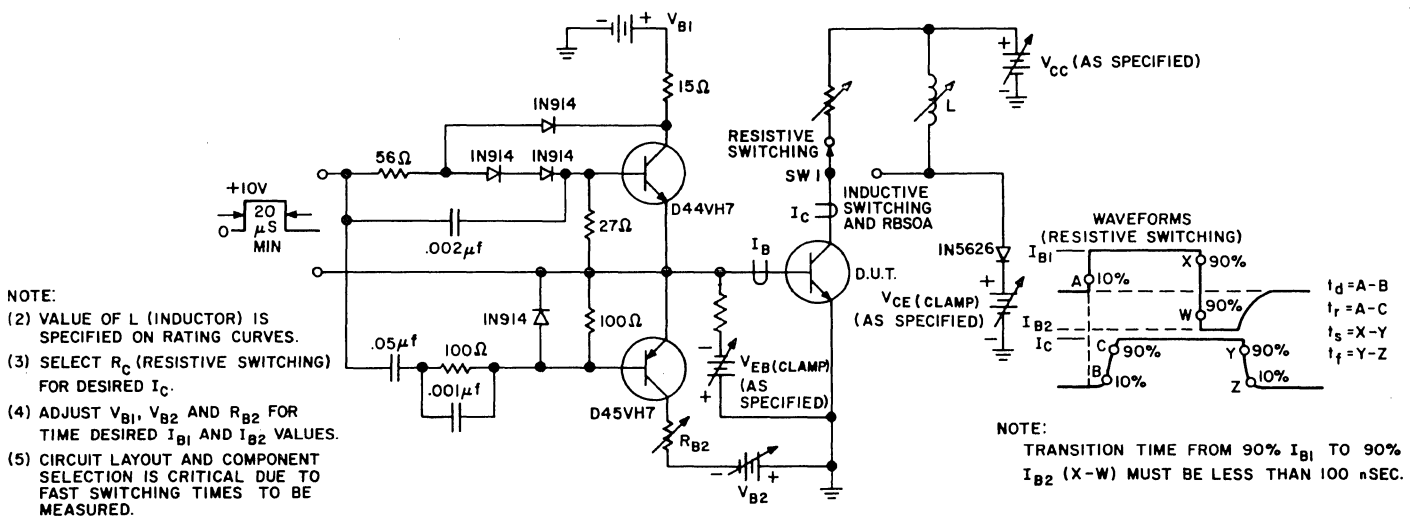 - + V_B1
15Ω
1N914
56Ω
1N914
1N914
D44VH7
+10V
0
20
μS
MIN
.002μf
27Ω
1N914
100Ω
.05μf
100Ω
.001μf
D45VH7
R_B2
- +
V_B2
I_B
D.U.T.
-
V_EB(CLAMP)
+
(AS
SPECIFIED)
RESISTIVE
SWITCHING
SW1
I_C
INDUCTIVE
SWITCHING
AND RBSOA
L
+
V_CC (AS SPECIFIED)
-
1N5626
+
V_CE (CLAMP)
(AS SPECIFIED)
-
NOTE:
(2) VALUE OF L (INDUCTOR) IS
SPECIFIED ON RATING CURVES.
(3) SELECT R_C (RESISTIVE SWITCHING)
FOR DESIRED I_C.
(4) ADJUST V_B1, V_B2 AND R_B2 FOR
TIME DESIRED I_B1 AND I_B2 VALUES.
(5) CIRCUIT LAYOUT AND COMPONENT
SELECTION IS CRITICAL DUE TO
FAST SWITCHING TIMES TO BE
MEASURED.
WAVEFORMS
(RESISTIVE SWITCHING)
I_B1
A 10%
X 90%
W 90%
I_B2
I_C
C 90%
B 10%
Y 90%
Z 10%
t_d = A-B
t_r = A-C
t_s = X-Y
t_f = Y-Z
NOTE:
TRANSITION TIME FROM 90% I_B1 TO 90%
I_B2 (X-W) MUST BE LESS THAN 100 nSEC.